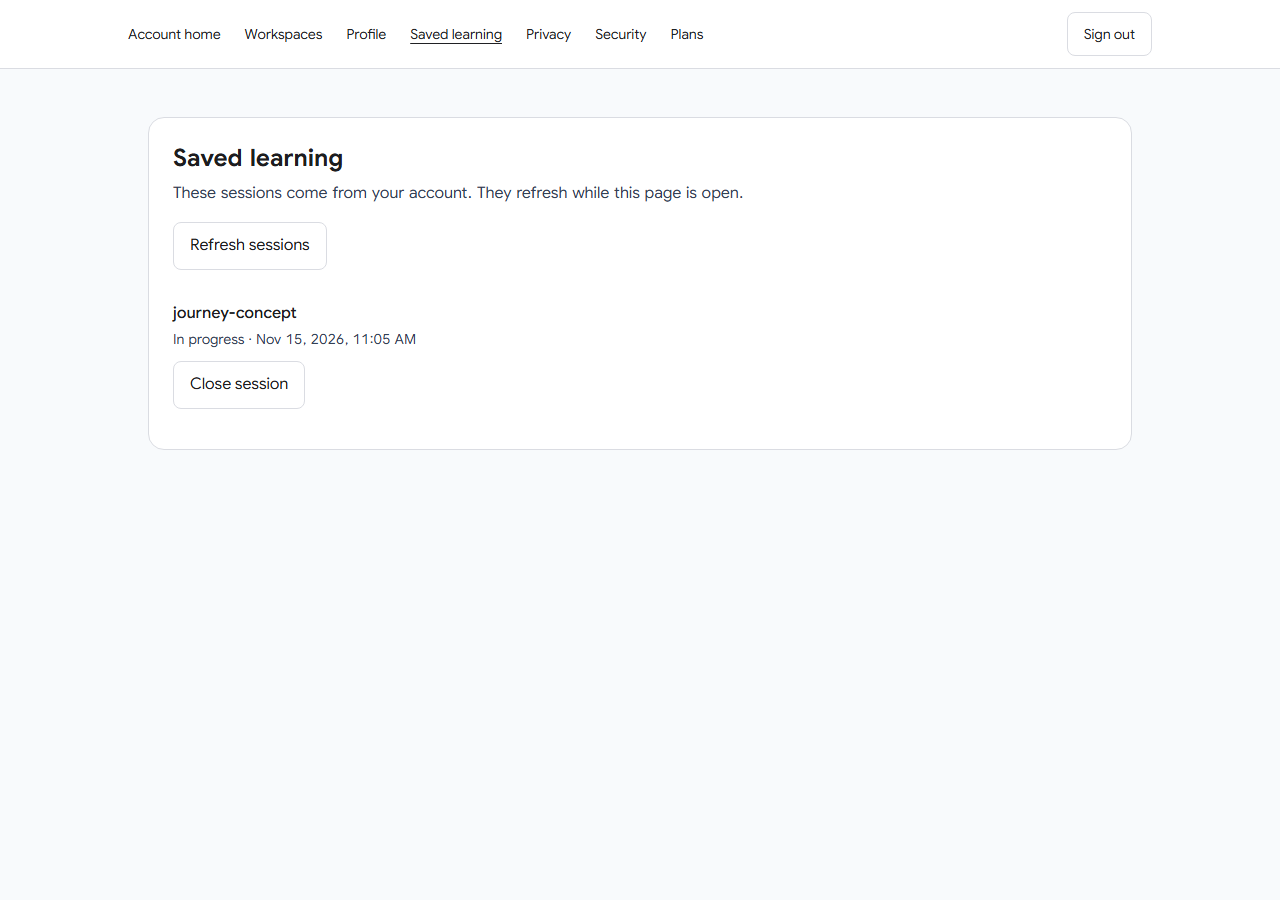 Account home Workspaces Profile Saved learning Privacy Security Plans Sign out
Saved learning
These sessions come from your account. They refresh while this page is open.
Refresh sessions
journey-concept
In progress · Nov 15, 2026, 11:05 AM
Close session